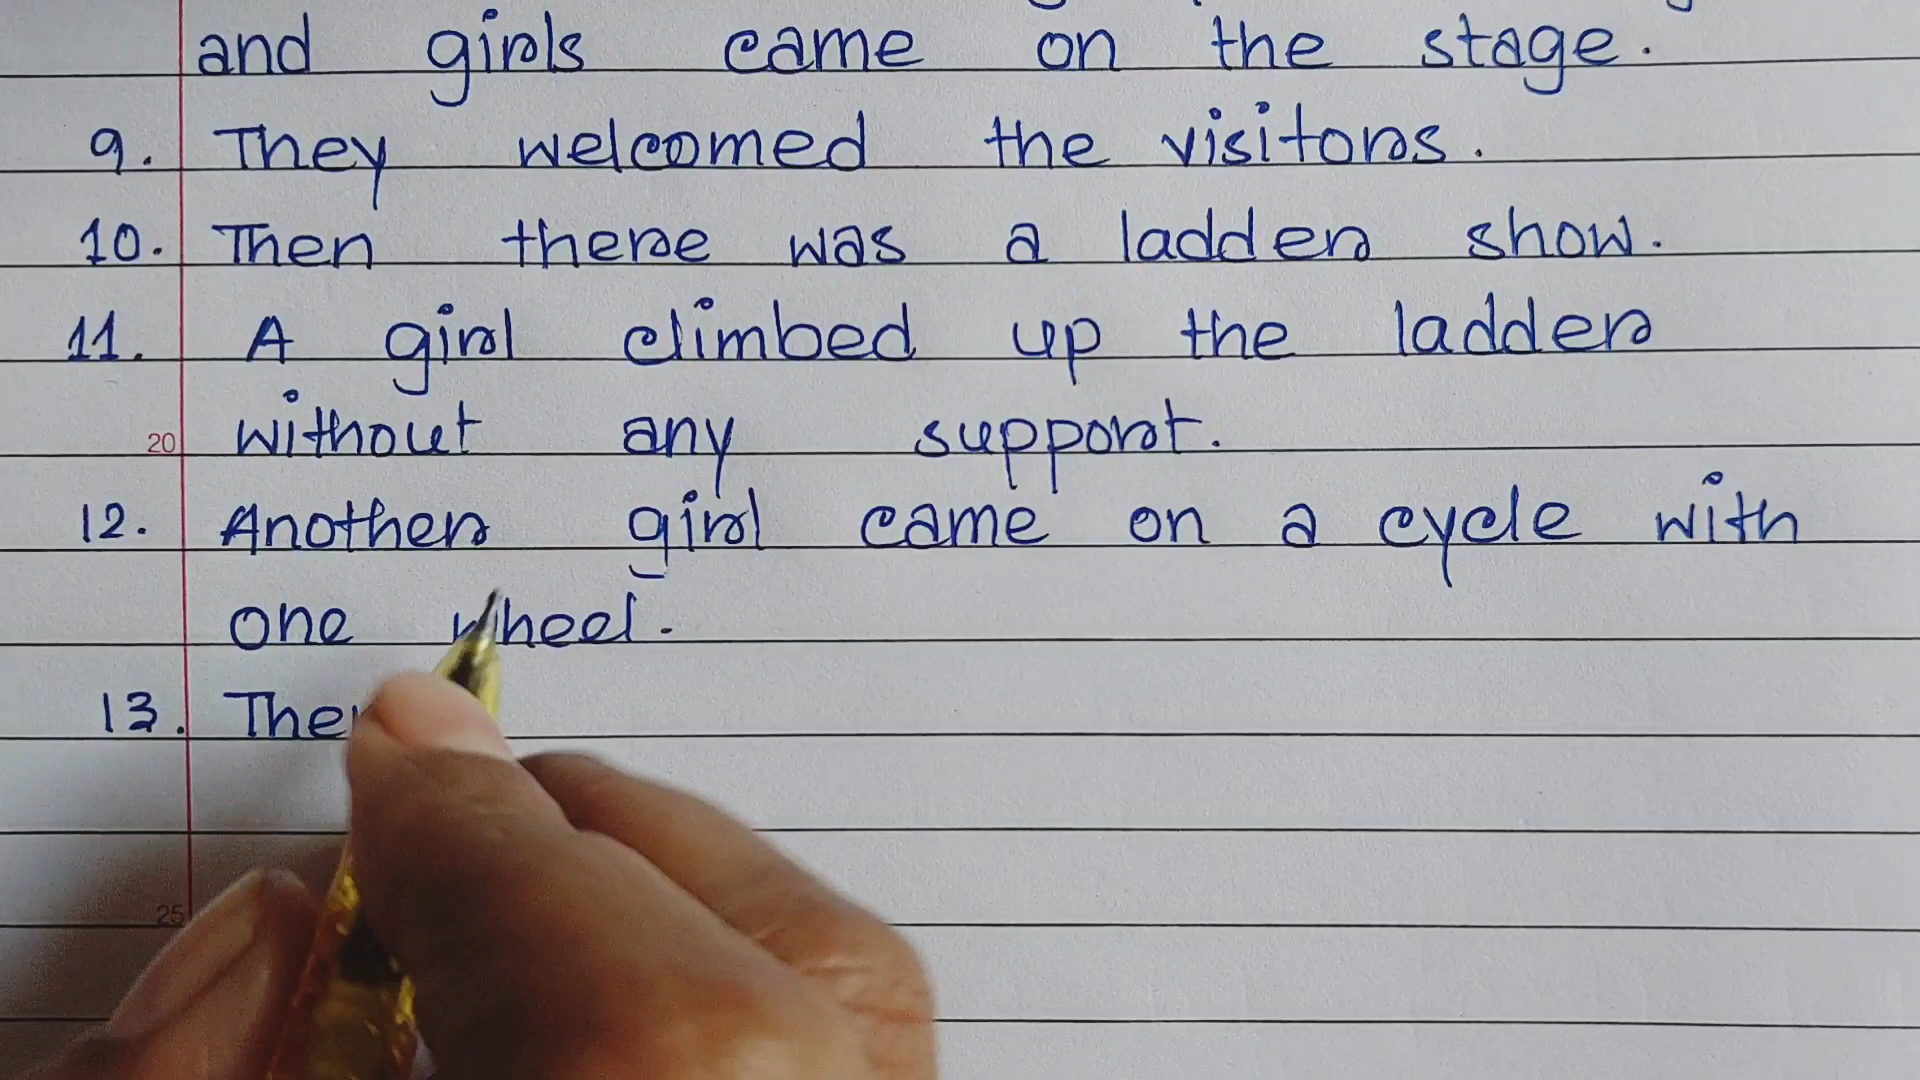 and girls came on the stage.
9. They welcomed the visitors.
10. Then there was a ladder show.
11. A girl climbed up the ladder
20 without any support.
12. Another girl came on a cycle with
one wheel.
13.
25